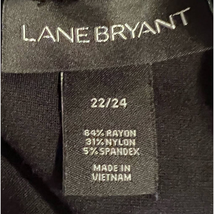 LANE BRYANT
22/24
64% RAYON
31% NYLON
5% SPANDEX
MADE IN
VIETNAM